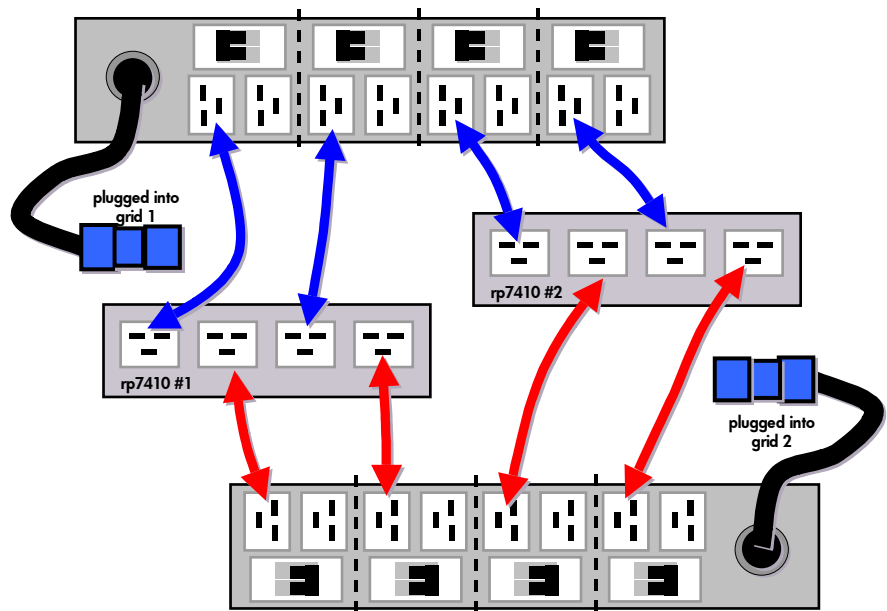 plugged into
grid 1
rp7410 #2
rp7410 #1
plugged into
grid 2